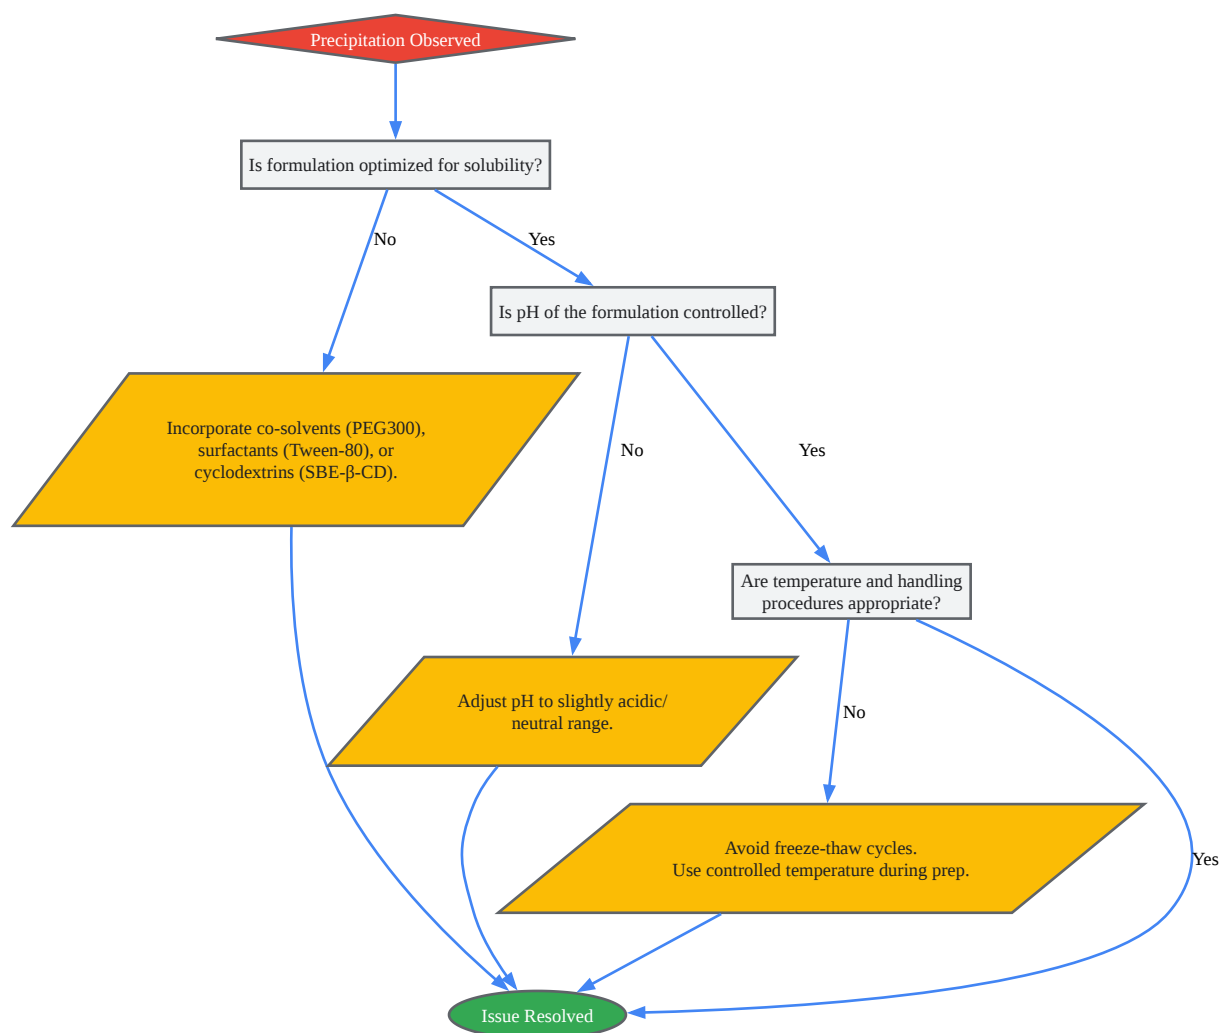 Precipitation Observed
Is formulation optimized for solubility?
No
Yes
Is pH of the formulation controlled?
Incorporate co-solvents (PEG300),
surfactants (Tween-80), or
cyclodextrins (SBE-β-CD).
No
Yes
Are temperature and handling
procedures appropriate?
Adjust pH to slightly acidic/
neutral range.
No
Avoid freeze-thaw cycles.
Use controlled temperature during prep.
Yes
Issue Resolved